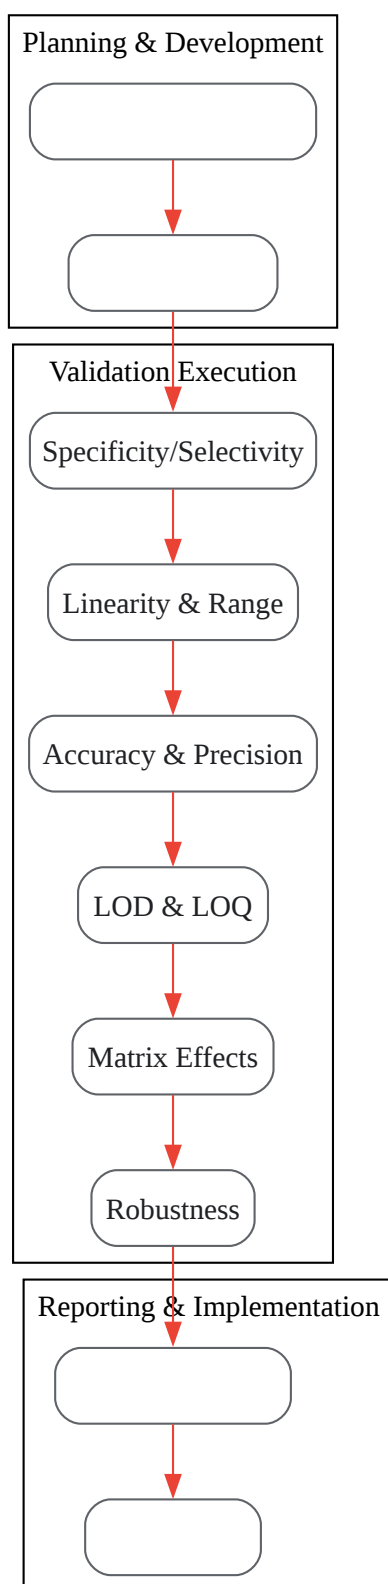 Planning & Development
Validation Execution
Specificity/Selectivity
Linearity & Range
Accuracy & Precision
LOD & LOQ
Matrix Effects
Robustness
Reporting & Implementation